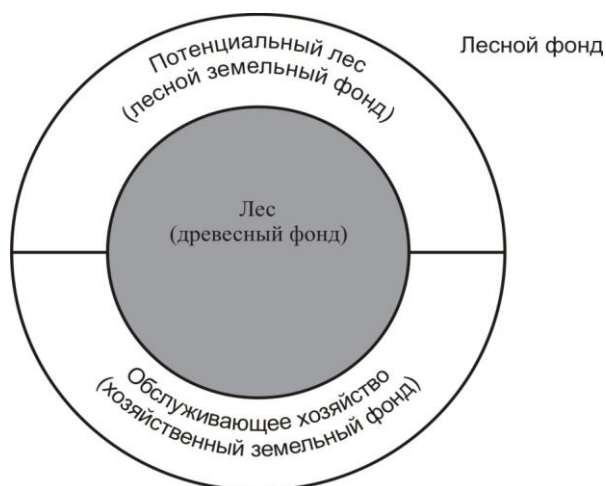 Лесной фонд
Потенциальный лес
(лесной земельный фонд)
Лес
(древесный фонд)
Обслуживающее хозяйство
(хозяйственный земельный фонд)